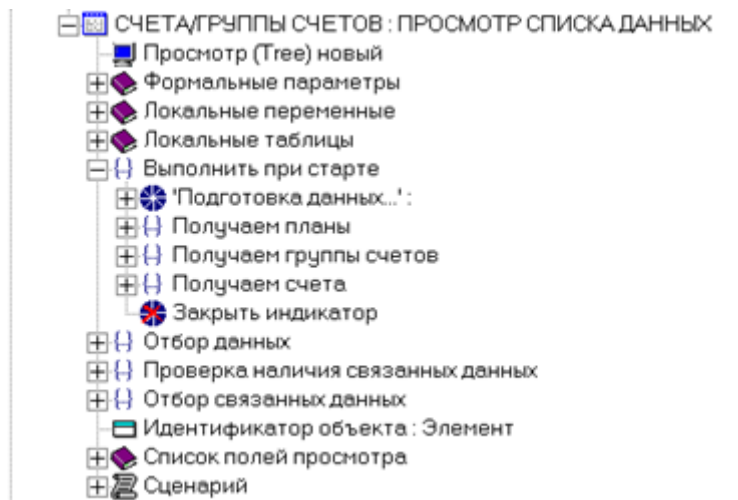 СЧЕТА/ГРУППЫ СЧЕТОВ : ПРОСМОТР СПИСКА ДАННЫХ
Просмотр (Tree) новый
Формальные параметры
Локальные переменные
Локальные таблицы
Выполнить при старте
'Подготовка данных...' :
Получаем планы
Получаем группы счетов
Получаем счета
Закрыть индикатор
Отбор данных
Проверка наличия связанных данных
Отбор связанных данных
Идентификатор объекта : Элемент
Список полей просмотра
Сценарий